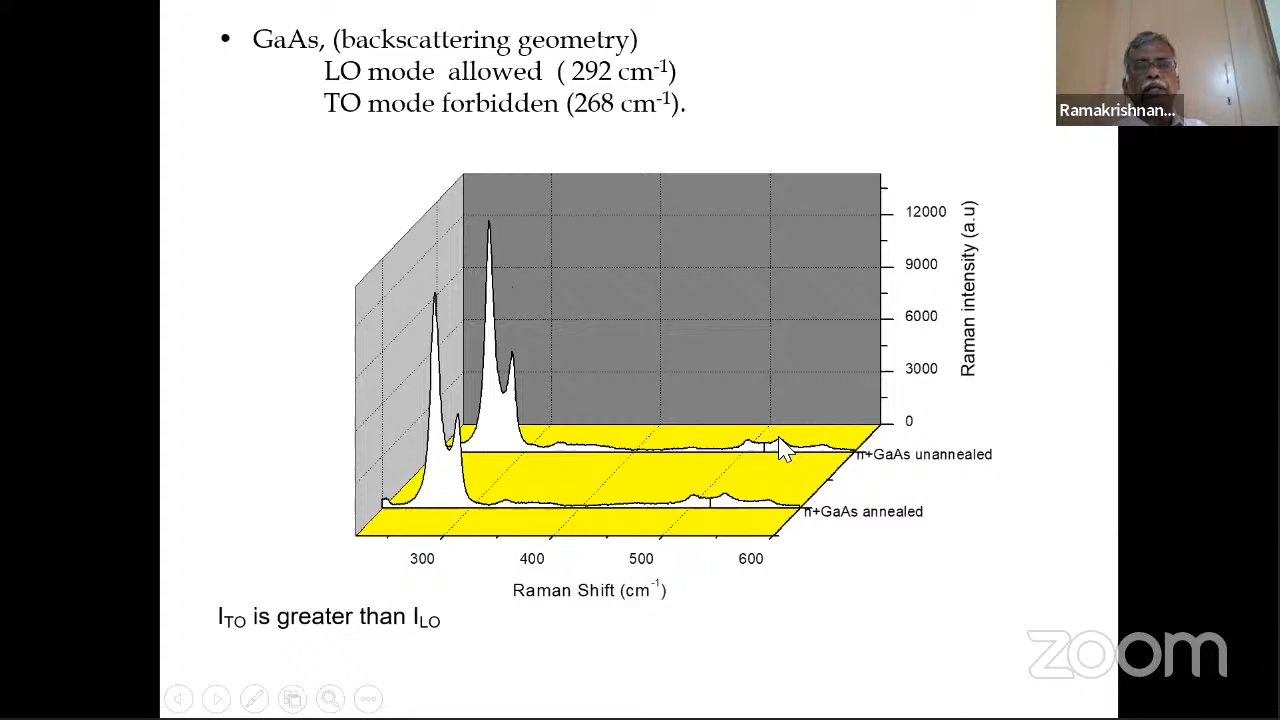 • GaAs, (backscattering geometry)
LO mode allowed ( 292 cm-1)
TO mode forbidden (268 cm-1).
Ramakrishnan...
12000
9000
6000
3000
0
Raman intensity (a.u)
n+GaAs unannealed
n+GaAs annealed
300 400 500 600
Raman Shift (cm-1)
ITO is greater than ILO
zoom